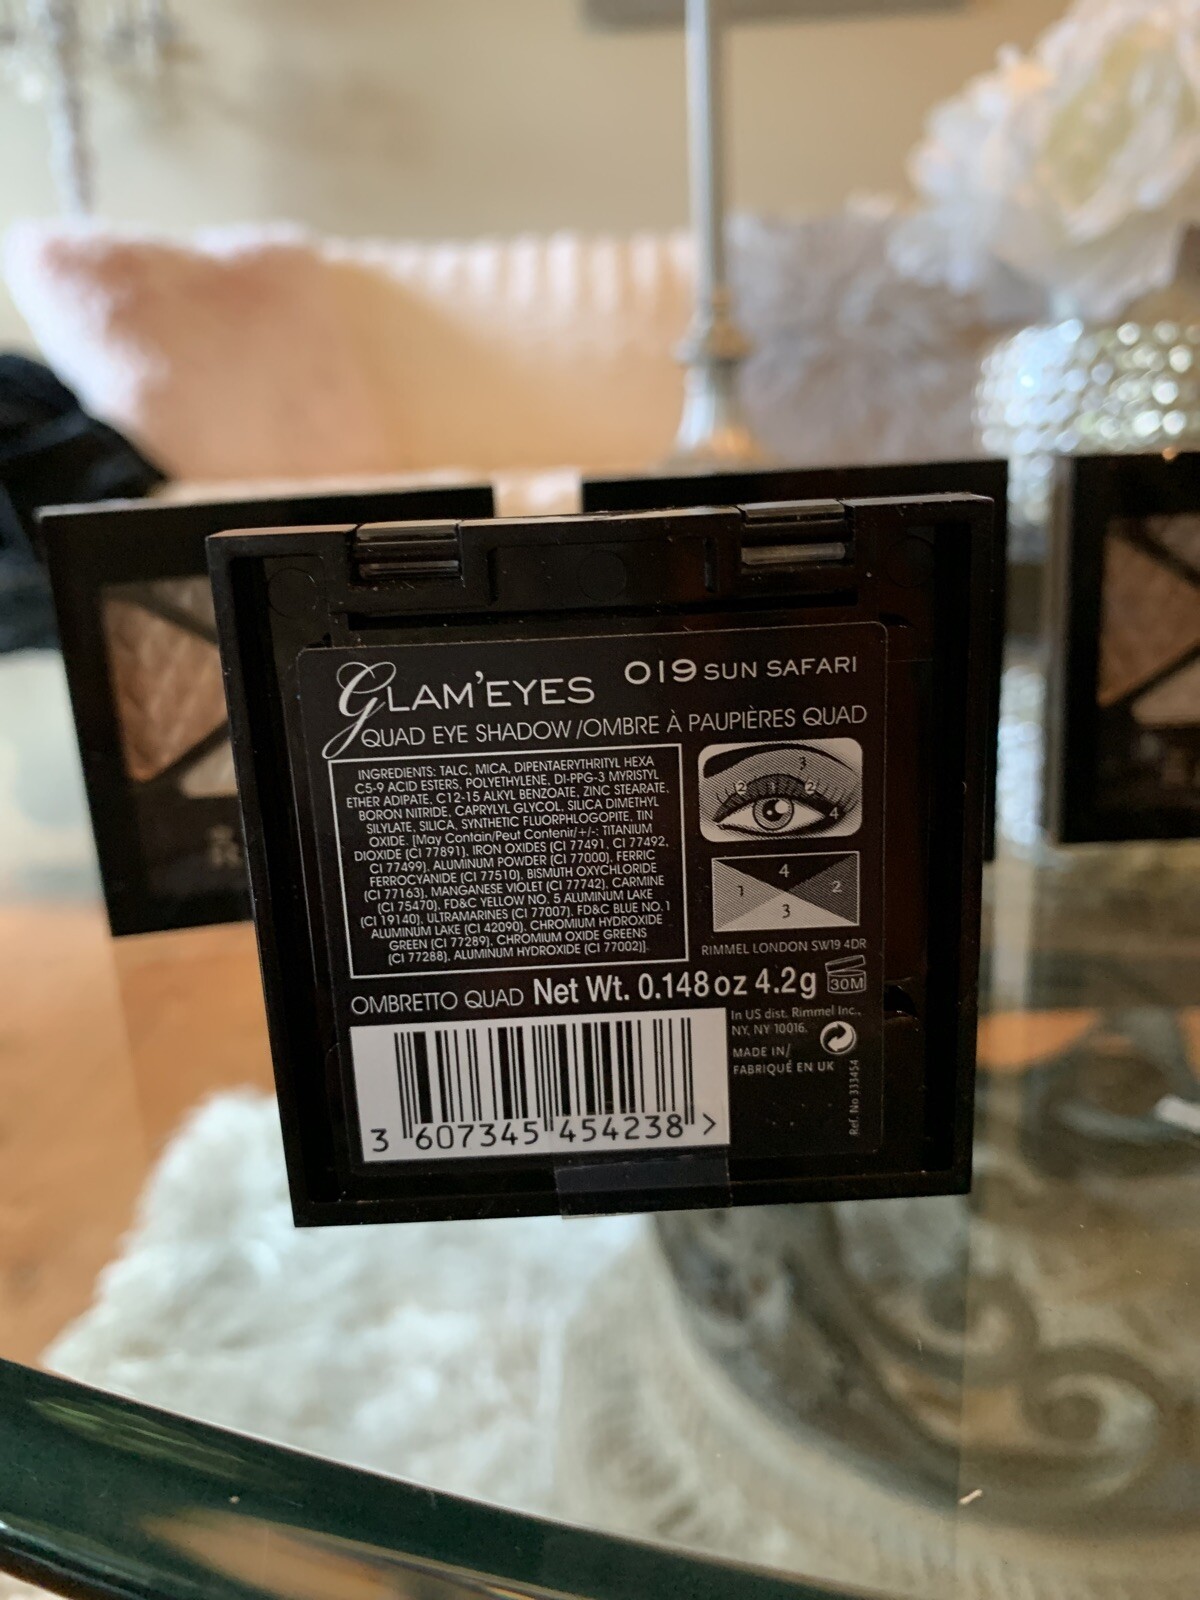 GLAM'EYES 019 SUN SAFARI
QUAD EYE SHADOW/OMBRE À PAUPIÈRES QUAD
INGREDIENTS: TALC, MICA, DIPENTAERYTHRITYL HEXA
C5-9 ACID ESTERS, POLYETHYLENE, DI-PPG-3 MYRISTYL
ETHER ADIPATE, C12-15 ALKYL BENZOATE, ZINC STEARATE,
BORON NITRIDE, CAPRYLYL GLYCOL, SILICA DIMETHYL
SILYLATE, SILICA, SYNTHETIC FLUORPHLOGOPITE, TIN
OXIDE. [May Contain/Peut Contenir/+/-: TITANIUM
DIOXIDE (CI 77891), IRON OXIDES (CI 77491, CI 77492,
CI 77499), ALUMINUM POWDER (CI 77000), FERRIC
FERROCYANIDE (CI 77510), BISMUTH OXYCHLORIDE
(CI 77163), MANGANESE VIOLET (CI 77742), CARMINE
(CI 75470), FD&C YELLOW NO. 5 ALUMINUM LAKE
(CI 19140), ULTRAMARINES (CI 77007), FD&C BLUE NO. 1
ALUMINUM LAKE (CI 42090), CHROMIUM HYDROXIDE
GREEN (CI 77289), CHROMIUM OXIDE GREENS
(CI 77288), ALUMINUM HYDROXIDE (CI 77002)].
3
2 1 2
4
4
1 2
3
RIMMEL LONDON SW19 4DR
OMBRETTO QUAD Net Wt. 0.148oz 4.2g 30M
In US dist. Rimmel Inc.,
NY, NY 10016.
MADE IN/
FABRIQUÉ EN UK
Ref. No 333454
3 607345 454238 >